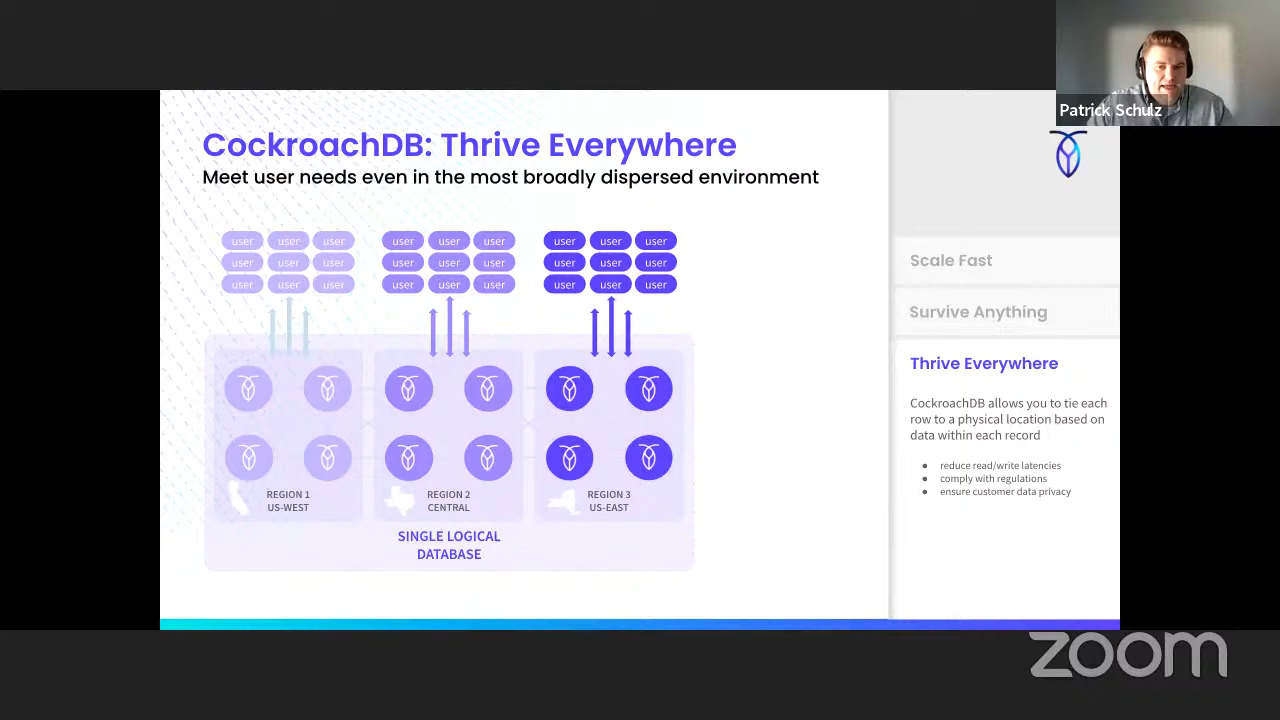 Patrick Schulz
CockroachDB: Thrive Everywhere
Meet user needs even in the most broadly dispersed environment
user user user user user user user user user
user user user user user user user user user
user user user user user user user user user
REGION 1
US-WEST
REGION 2
CENTRAL
REGION 3
US-EAST
SINGLE LOGICAL
DATABASE
Scale Fast
Survive Anything
Thrive Everywhere
CockroachDB allows you to tie each
row to a physical location based on
data within each record
● reduce read/write latencies
● comply with regulations
● ensure customer data privacy
zoom